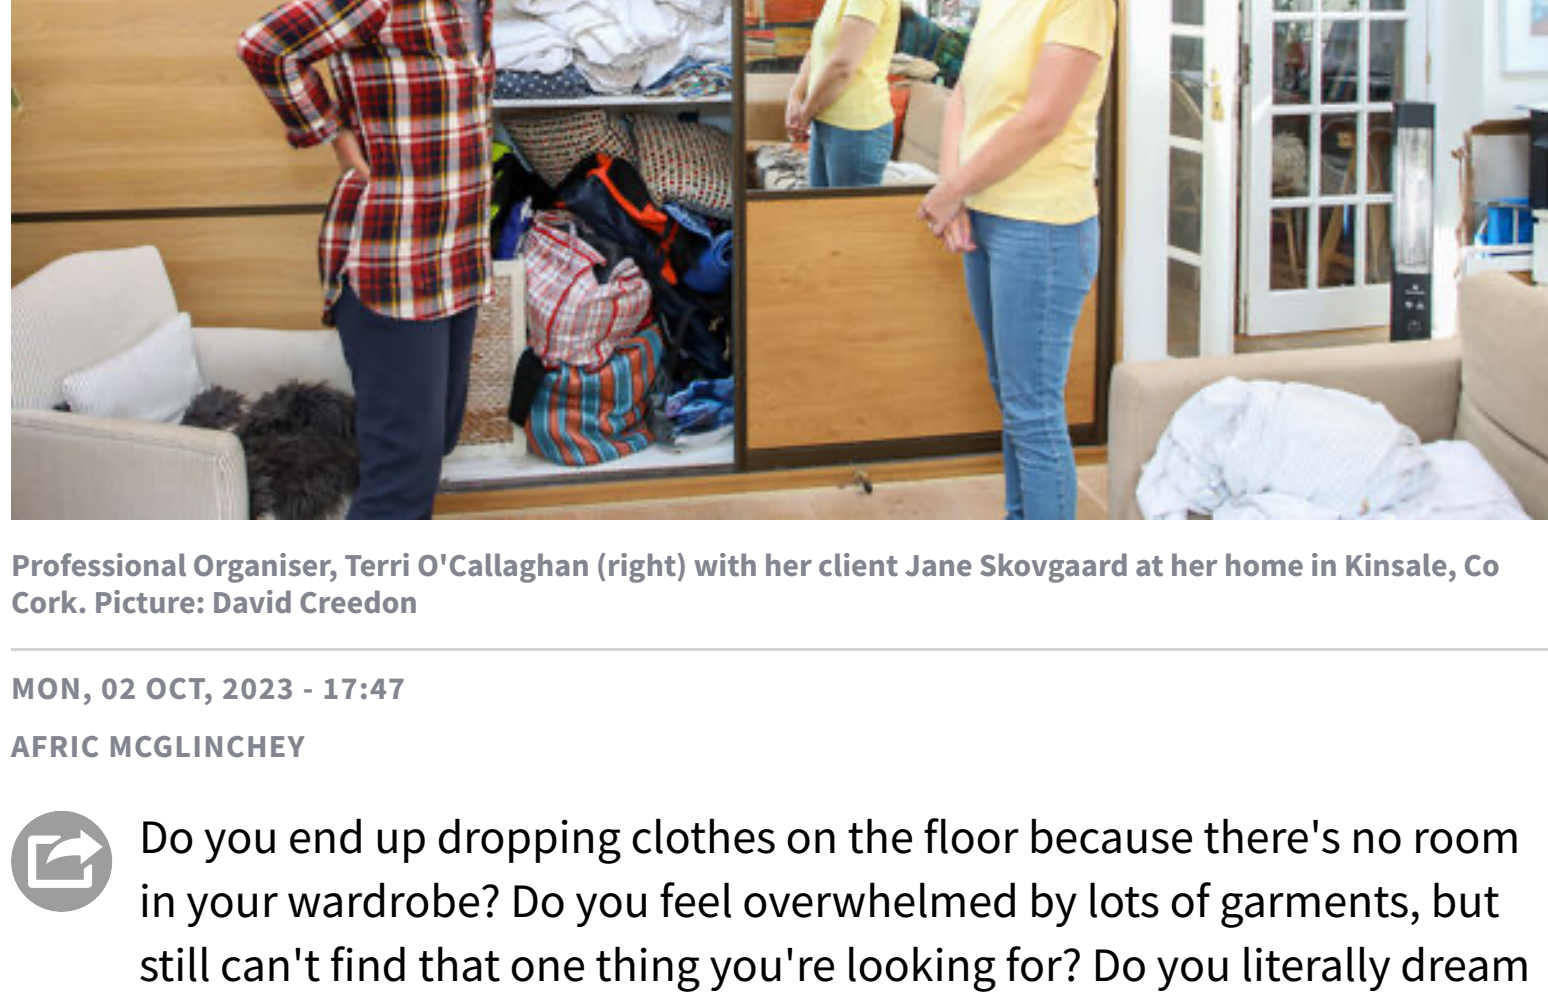 Professional Organiser, Terri O'Callaghan (right) with her client Jane Skovgaard at her home in Kinsale, Co
Cork. Picture: David Creedon
MON, 02 OCT, 2023 - 17:47
AFRIC MCGLINCHEY
Do you end up dropping clothes on the floor because there's no room
in your wardrobe? Do you feel overwhelmed by lots of garments, but
still can't find that one thing you're looking for? Do you literally dream